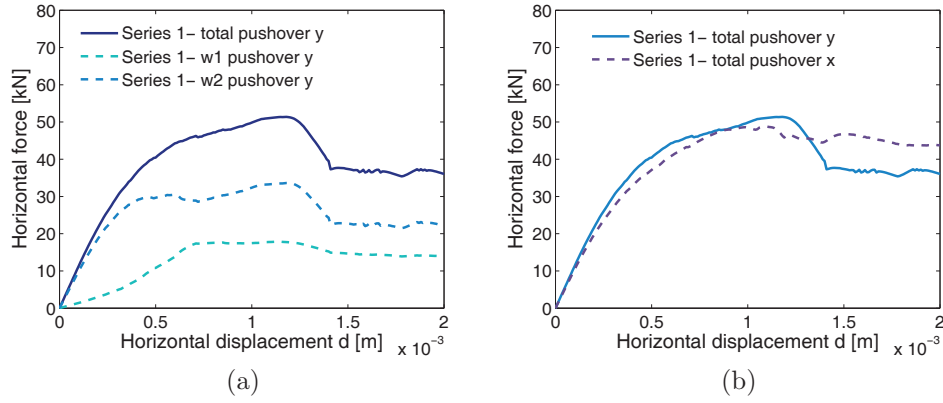 80
70
60
50
40
30
20
10
0
Horizontal force [kN]
Series 1- total pushover y
Series 1- w1 pushover y
Series 1- w2 pushover y
0 0.5 1 1.5 2
Horizontal displacement d [m] x 10⁻³
(a)
80
70
60
50
40
30
20
10
0
Horizontal force [kN]
Series 1- total pushover y
Series 1- total pushover x
0 0.5 1 1.5 2
Horizontal displacement d [m] x 10⁻³
(b)